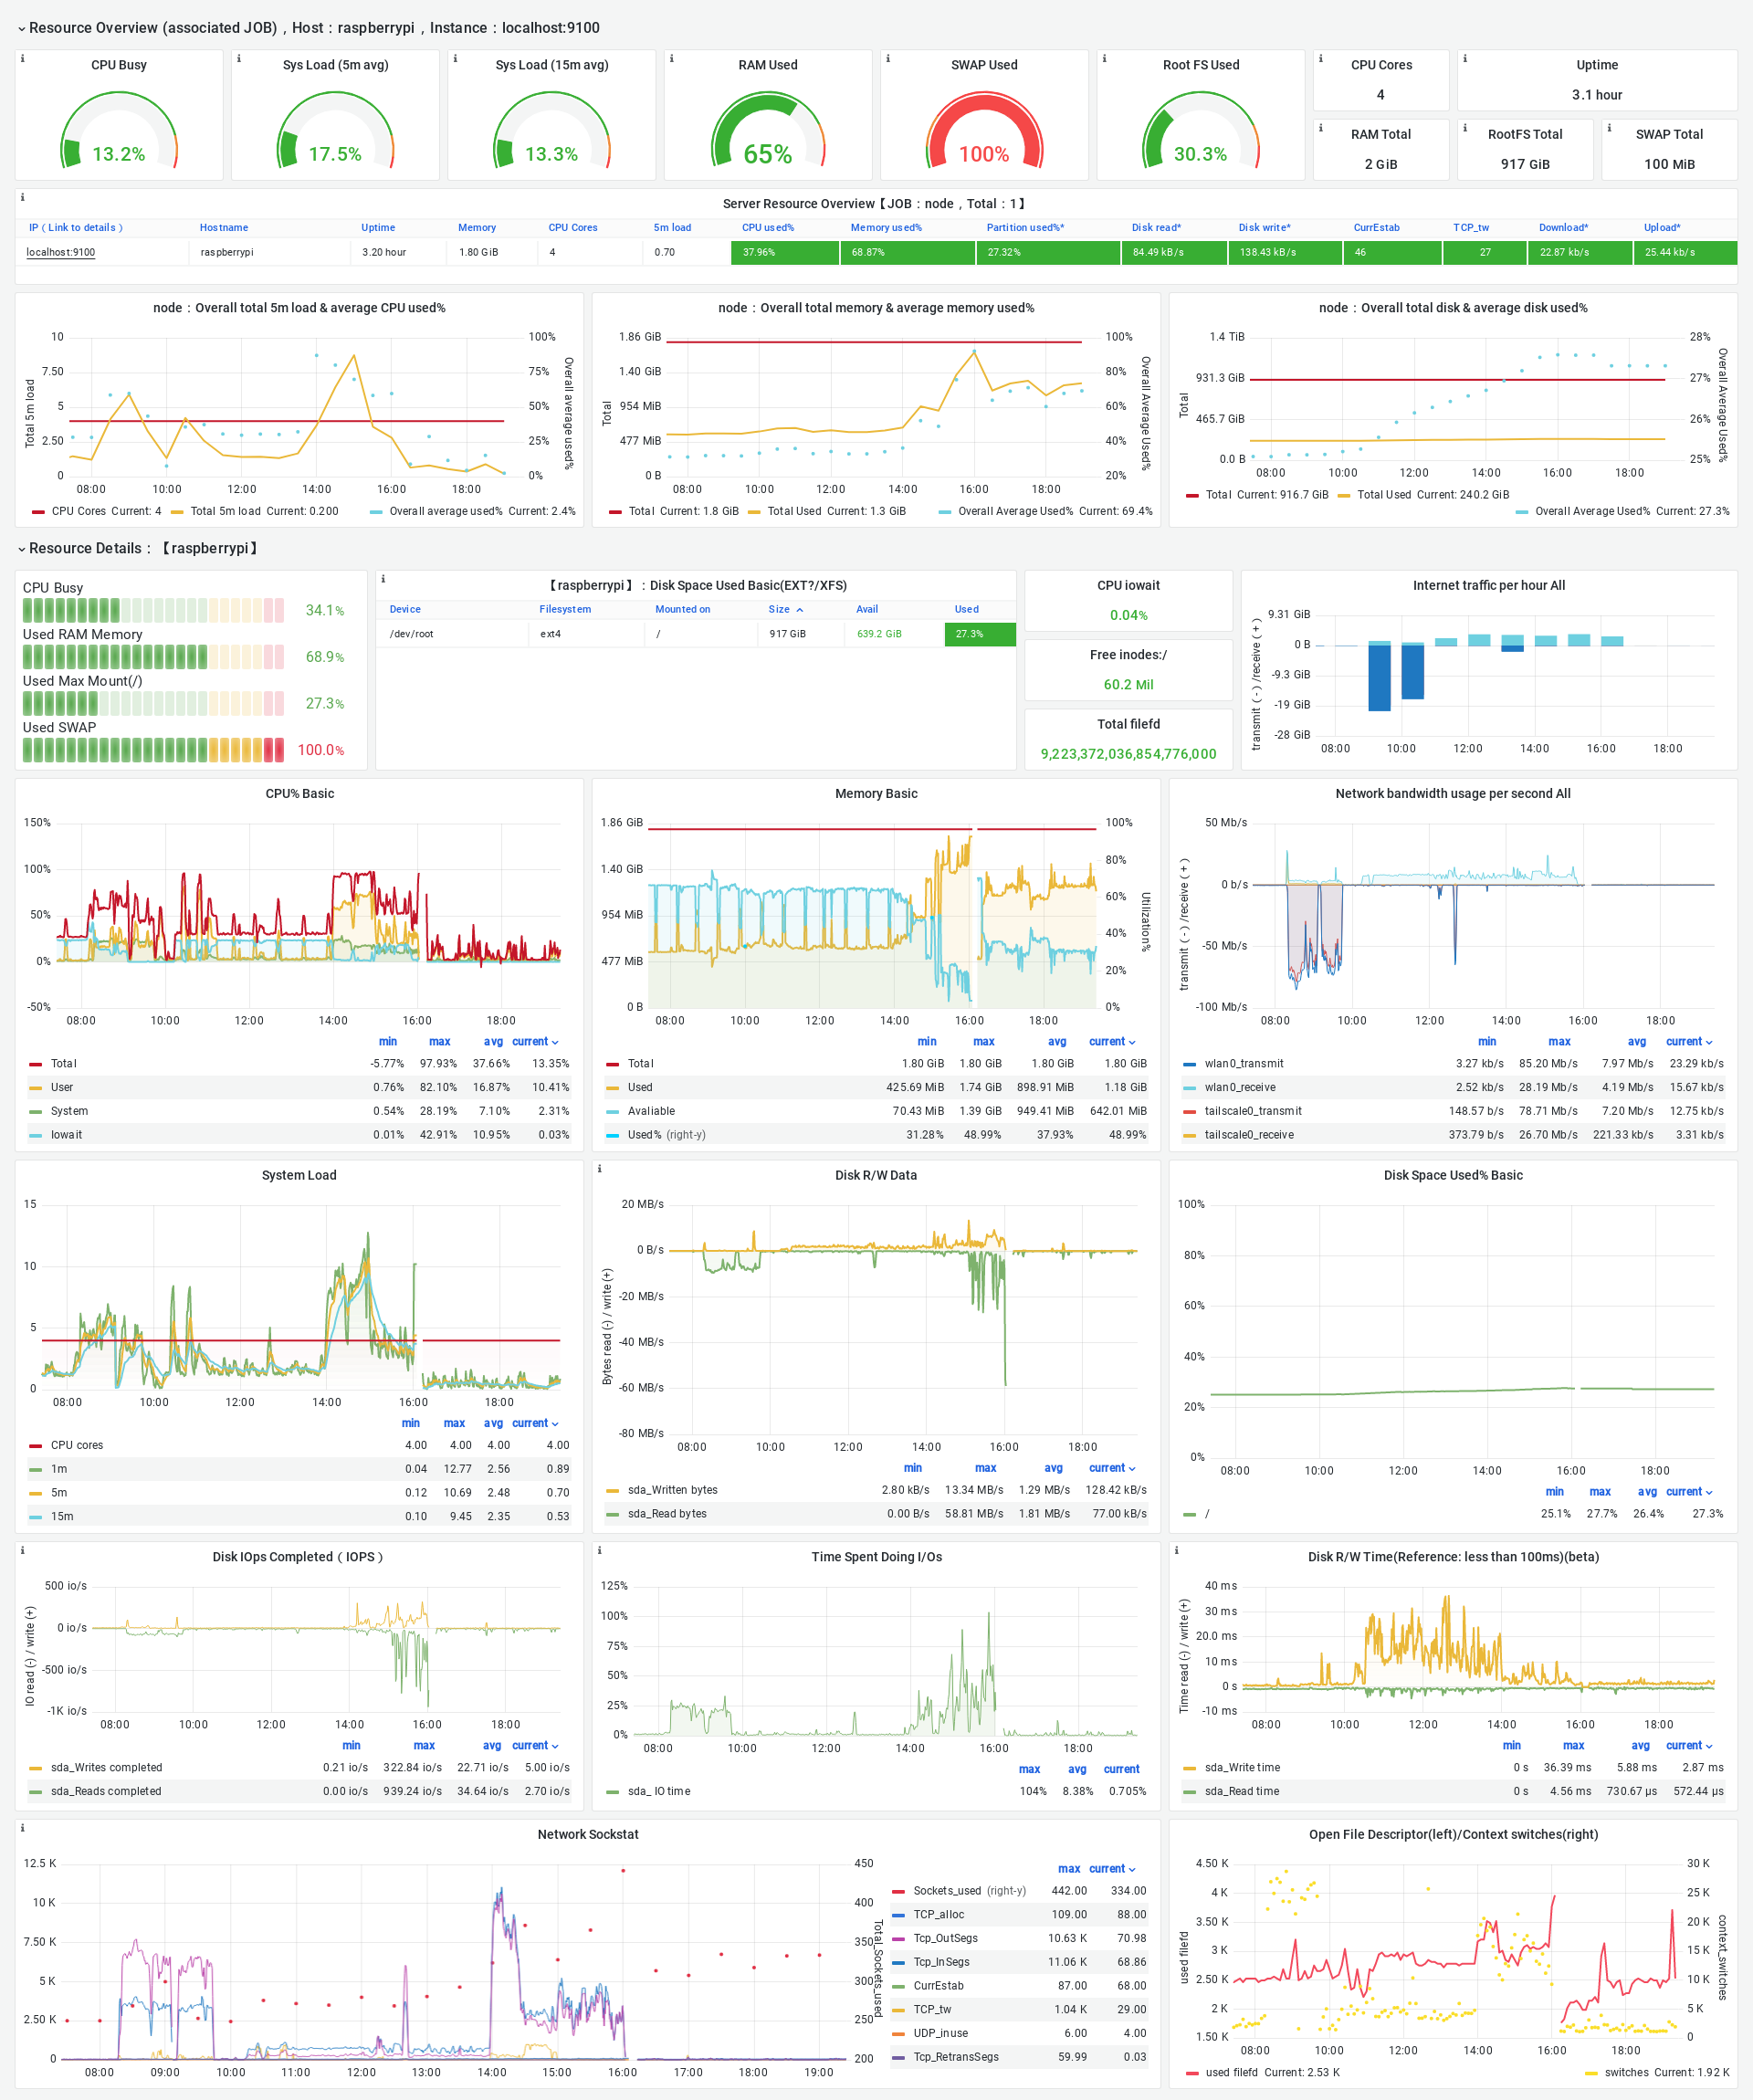 Resource Overview (associated JOB)，Host：raspberrypi，Instance：localhost:9100
CPU Busy
13.2%
Sys Load (5m avg)
17.5%
Sys Load (15m avg)
13.3%
RAM Used
65%
SWAP Used
100%
Root FS Used
30.3%
CPU Cores
4
Uptime
3.1 hour
RAM Total
2 GiB
RootFS Total
917 GiB
SWAP Total
100 MiB
Server Resource Overview【JOB：node，Total：1】
IP（Link to details） Hostname Uptime Memory CPU Cores 5m load CPU used% Memory used% Partition used%* Disk read* Disk write* CurrEstab TCP_tw Download* Upload*
localhost:9100 raspberrypi 3.20 hour 1.80 GiB 4 0.70 37.96% 68.87% 27.32% 84.49 kB/s 138.43 kB/s 46 27 22.87 kb/s 25.44 kb/s
node：Overall total 5m load & average CPU used%
10 100%
7.50 75%
5 50%
2.50 25%
0 0%
Total 5m load
Overall average used%
08:00 10:00 12:00 14:00 16:00 18:00
CPU Cores Current: 4 Total 5m load Current: 0.200 Overall average used% Current: 2.4%
node：Overall total memory & average memory used%
1.86 GiB 100%
1.40 GiB 80%
954 MiB 60%
477 MiB 40%
0 B 20%
Total
Overall Average Used%
08:00 10:00 12:00 14:00 16:00 18:00
Total Current: 1.8 GiB Total Used Current: 1.3 GiB Overall Average Used% Current: 69.4%
node：Overall total disk & average disk used%
1.4 TiB 28%
931.3 GiB 27%
465.7 GiB 26%
0.0 B 25%
Total
Overall Average Used%
08:00 10:00 12:00 14:00 16:00 18:00
Total Current: 916.7 GiB Total Used Current: 240.2 GiB
Overall Average Used% Current: 27.3%
Resource Details：【raspberrypi】
CPU Busy
34.1%
Used RAM Memory
68.9%
Used Max Mount(/)
27.3%
Used SWAP
100.0%
【raspberrypi】：Disk Space Used Basic(EXT?/XFS)
Device Filesystem Mounted on Size Avail Used
/dev/root ext4 / 917 GiB 639.2 GiB 27.3%
CPU iowait
0.04%
Free inodes:/
60.2 Mil
Total filefd
9,223,372,036,854,776,000
Internet traffic per hour All
9.31 GiB
0 B
-9.3 GiB
-19 GiB
-28 GiB
transmit（-）/receive（+）
08:00 10:00 12:00 14:00 16:00 18:00
CPU% Basic
150%
100%
50%
0%
-50%
08:00 10:00 12:00 14:00 16:00 18:00
min max avg current
Total -5.77% 97.93% 37.66% 13.35%
User 0.76% 82.10% 16.87% 10.41%
System 0.54% 28.19% 7.10% 2.31%
Iowait 0.01% 42.91% 10.95% 0.03%
Memory Basic
1.86 GiB 100%
1.40 GiB 80%
954 MiB 60%
40%
477 MiB 20%
0 B 0%
Utilization%
08:00 10:00 12:00 14:00 16:00 18:00
min max avg current
Total 1.80 GiB 1.80 GiB 1.80 GiB 1.80 GiB
Used 425.69 MiB 1.74 GiB 898.91 MiB 1.18 GiB
Avaliable 70.43 MiB 1.39 GiB 949.41 MiB 642.01 MiB
Used% (right-y) 31.28% 48.99% 37.93% 48.99%
Network bandwidth usage per second All
50 Mb/s
0 b/s
-50 Mb/s
-100 Mb/s
transmit（-）/receive（+）
08:00 10:00 12:00 14:00 16:00 18:00
min max avg current
wlan0_transmit 3.27 kb/s 85.20 Mb/s 7.97 Mb/s 23.29 kb/s
wlan0_receive 2.52 kb/s 28.19 Mb/s 4.19 Mb/s 15.67 kb/s
tailscale0_transmit 148.57 b/s 78.71 Mb/s 7.20 Mb/s 12.75 kb/s
tailscale0_receive 373.79 b/s 26.70 Mb/s 221.33 kb/s 3.31 kb/s
System Load
15
10
5
0
08:00 10:00 12:00 14:00 16:00 18:00
min max avg current
CPU cores 4.00 4.00 4.00 4.00
1m 0.04 12.77 2.56 0.89
5m 0.12 10.69 2.48 0.70
15m 0.10 9.45 2.35 0.53
Disk R/W Data
20 MB/s
0 B/s
-20 MB/s
-40 MB/s
-60 MB/s
-80 MB/s
Bytes read (-) / write (+)
08:00 10:00 12:00 14:00 16:00 18:00
min max avg current
sda_Written bytes 2.80 kB/s 13.34 MB/s 1.29 MB/s 128.42 kB/s
sda_Read bytes 0.00 B/s 58.81 MB/s 1.81 MB/s 77.00 kB/s
Disk Space Used% Basic
100%
80%
60%
40%
20%
0%
08:00 10:00 12:00 14:00 16:00 18:00
min max avg current
/ 25.1% 27.7% 26.4% 27.3%
Disk IOps Completed（IOPS）
500 io/s
0 io/s
-500 io/s
-1K io/s
IO read (-) / write (+)
08:00 10:00 12:00 14:00 16:00 18:00
min max avg current
sda_Writes completed 0.21 io/s 322.84 io/s 22.71 io/s 5.00 io/s
sda_Reads completed 0.00 io/s 939.24 io/s 34.64 io/s 2.70 io/s
Time Spent Doing I/Os
125%
100%
75%
50%
25%
0%
08:00 10:00 12:00 14:00 16:00 18:00
max avg current
sda_ IO time 104% 8.38% 0.705%
Disk R/W Time(Reference: less than 100ms)(beta)
40 ms
30 ms
20.0 ms
10 ms
0 s
-10 ms
Time read (-) / write (+)
08:00 10:00 12:00 14:00 16:00 18:00
min max avg current
sda_Write time 0 s 36.39 ms 5.88 ms 2.87 ms
sda_Read time 0 s 4.56 ms 730.67 µs 572.44 µs
Network Sockstat
12.5 K 450
10 K 400
7.50 K 350
5 K 300
2.50 K 250
0 200
Total_Sockets_used
08:00 09:00 10:00 11:00 12:00 13:00 14:00 15:00 16:00 17:00 18:00 19:00
max current
Sockets_used (right-y) 442.00 334.00
TCP_alloc 109.00 88.00
Tcp_OutSegs 10.63 K 70.98
Tcp_InSegs 11.06 K 68.86
CurrEstab 87.00 68.00
TCP_tw 1.04 K 29.00
UDP_inuse 6.00 4.00
Tcp_RetransSegs 59.99 0.03
Open File Descriptor(left)/Context switches(right)
4.50 K 30 K
4 K 25 K
3.50 K 20 K
3 K 15 K
2.50 K 10 K
2 K 5 K
1.50 K 0
used filefd
context_switches
08:00 10:00 12:00 14:00 16:00 18:00
used filefd Current: 2.53 K switches Current: 1.92 K